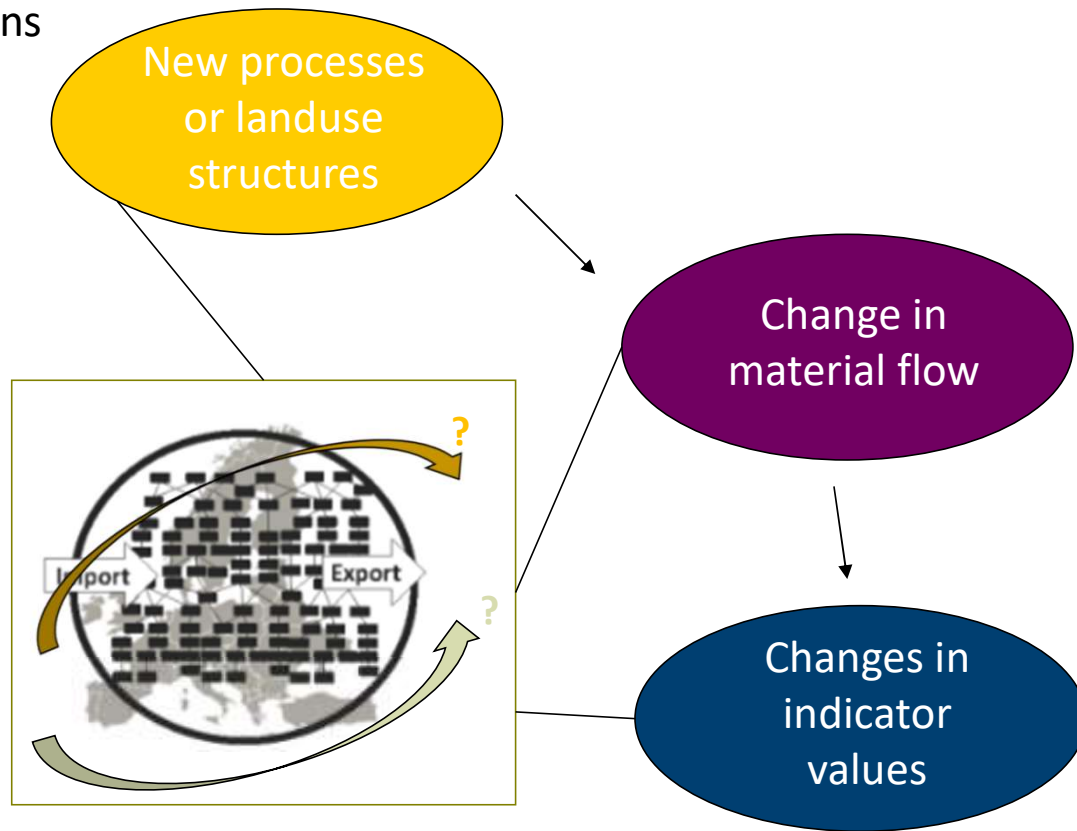 ns
New processes
or landuse
structures
Change in
material flow
?
Import
Export
?
Changes in
indicator
values